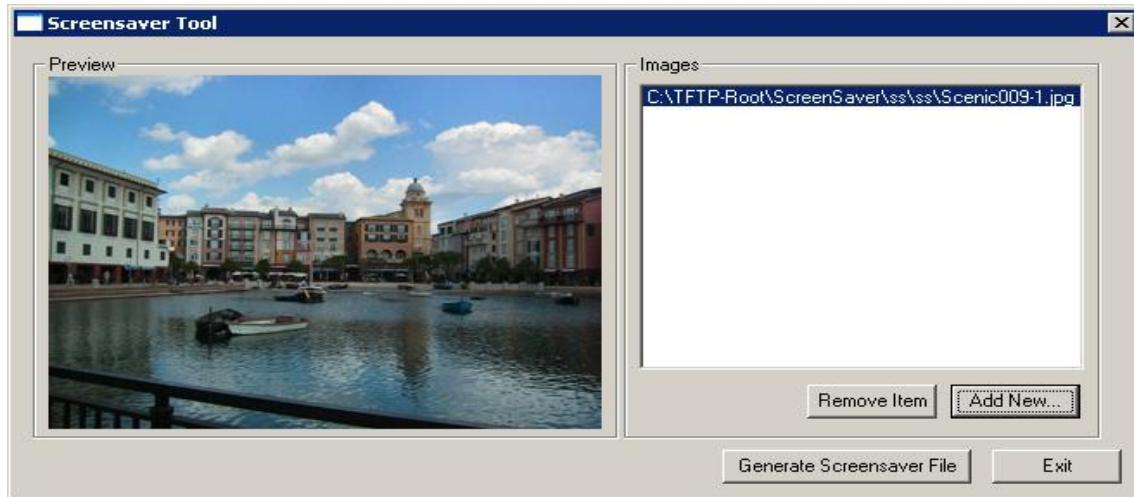 Screensaver Tool
Preview
Images
C:\TFTP-Root\ScreenSaver\ss\ss\Scenic009-1.jpg
Remove Item
Add New...
Generate Screensaver File
Exit